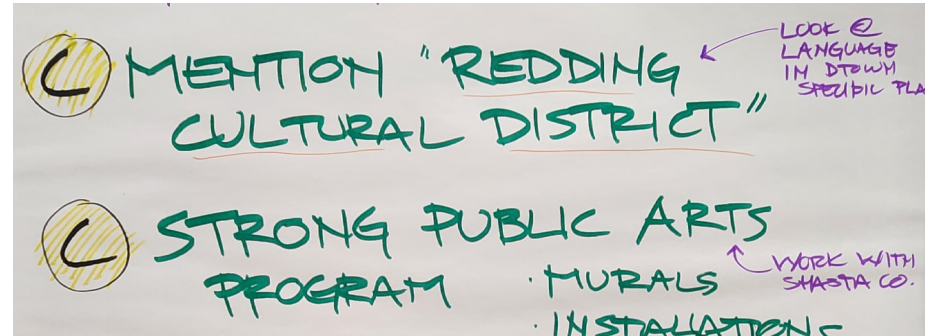 C MENTION "REDDING
CULTURAL DISTRICT"
LOOK @
LANGUAGE
IN DTOWN
SPECIFIC PLA
C STRONG PUBLIC ARTS
PROGRAM
· MURALS
· INSTALLATIONS
WORK WITH
SHASTA CO.